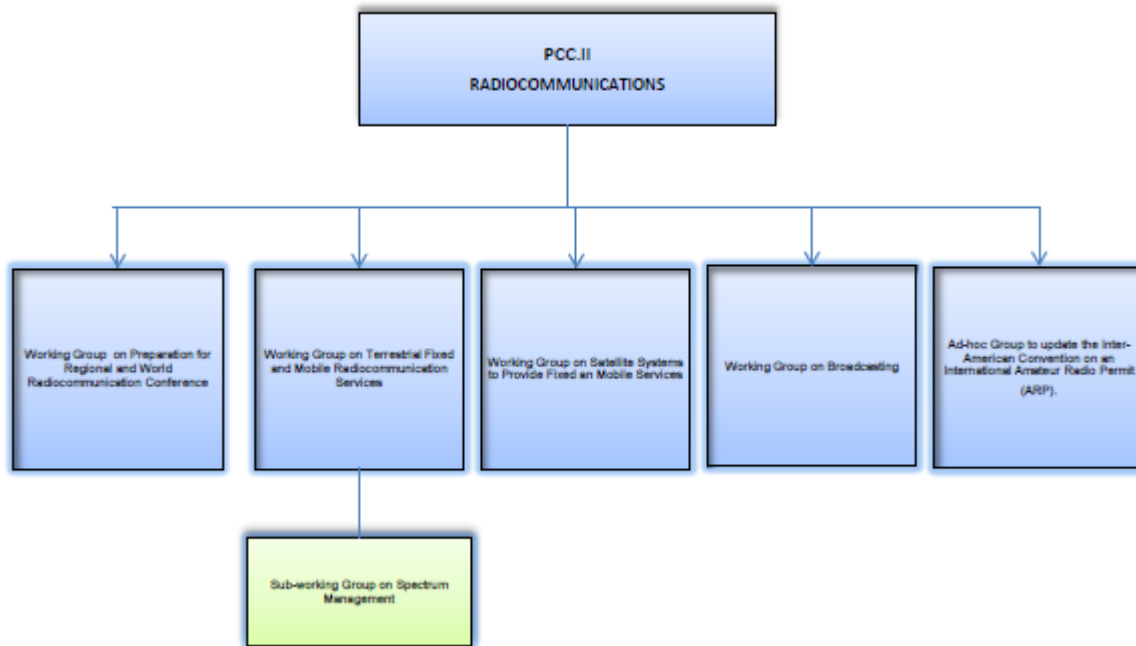 PCC.II
RADIOCOMMUNICATIONS
Working Group on Preparation for
Regional and World
Radiocommunication Conference
Working Group on Terrestrial Fixed
and Mobile Radiocommunication
Services
Working Group on Satellite Systems
to Provide Fixed an Mobile Services
Working Group on Broadcasting
Ad-hoc Group to update the Inter-
American Convention on an
International Amateur Radio Permit
(ARP).
Sub-working Group on Spectrum
Management